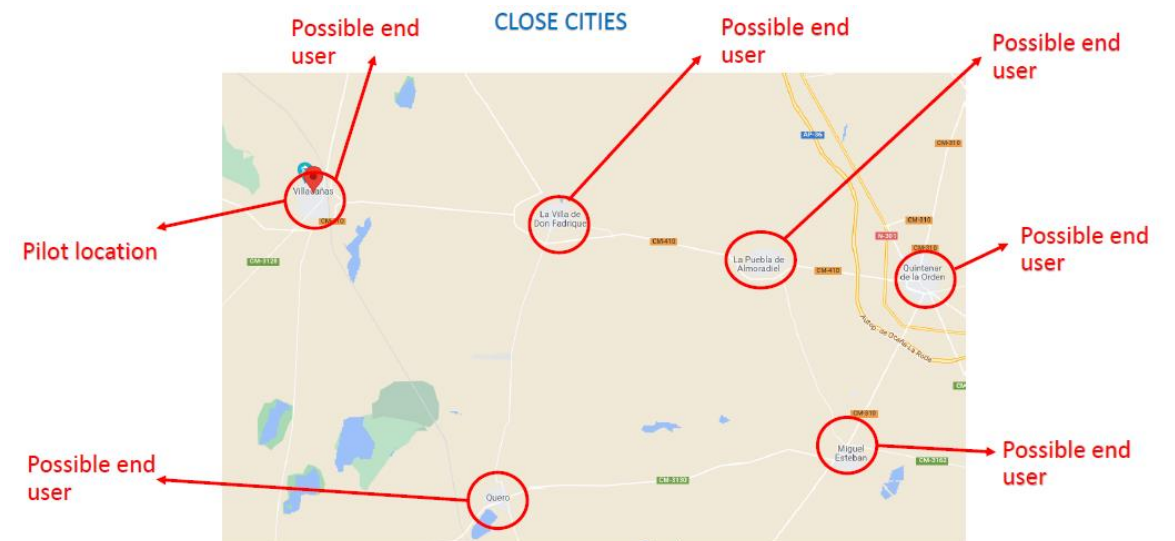 CLOSE CITIES
Possible end
user
Possible end
user
Possible end
user
AP-36
CM-310
Villacañas
CM-410
La Villa de
Don Fadrique
CM-310
N-301
CM-410
CM-310
Pilot location
CM-3128
La Puebla de
Almoradiel
CM-410
Quintanar
de la Orden
Possible end
user
Autop. de Ocaña-La Roda
CM-310
Miguel
Esteban
CM-3162
Possible end
user
Possible end
user
CM-3130
Quero